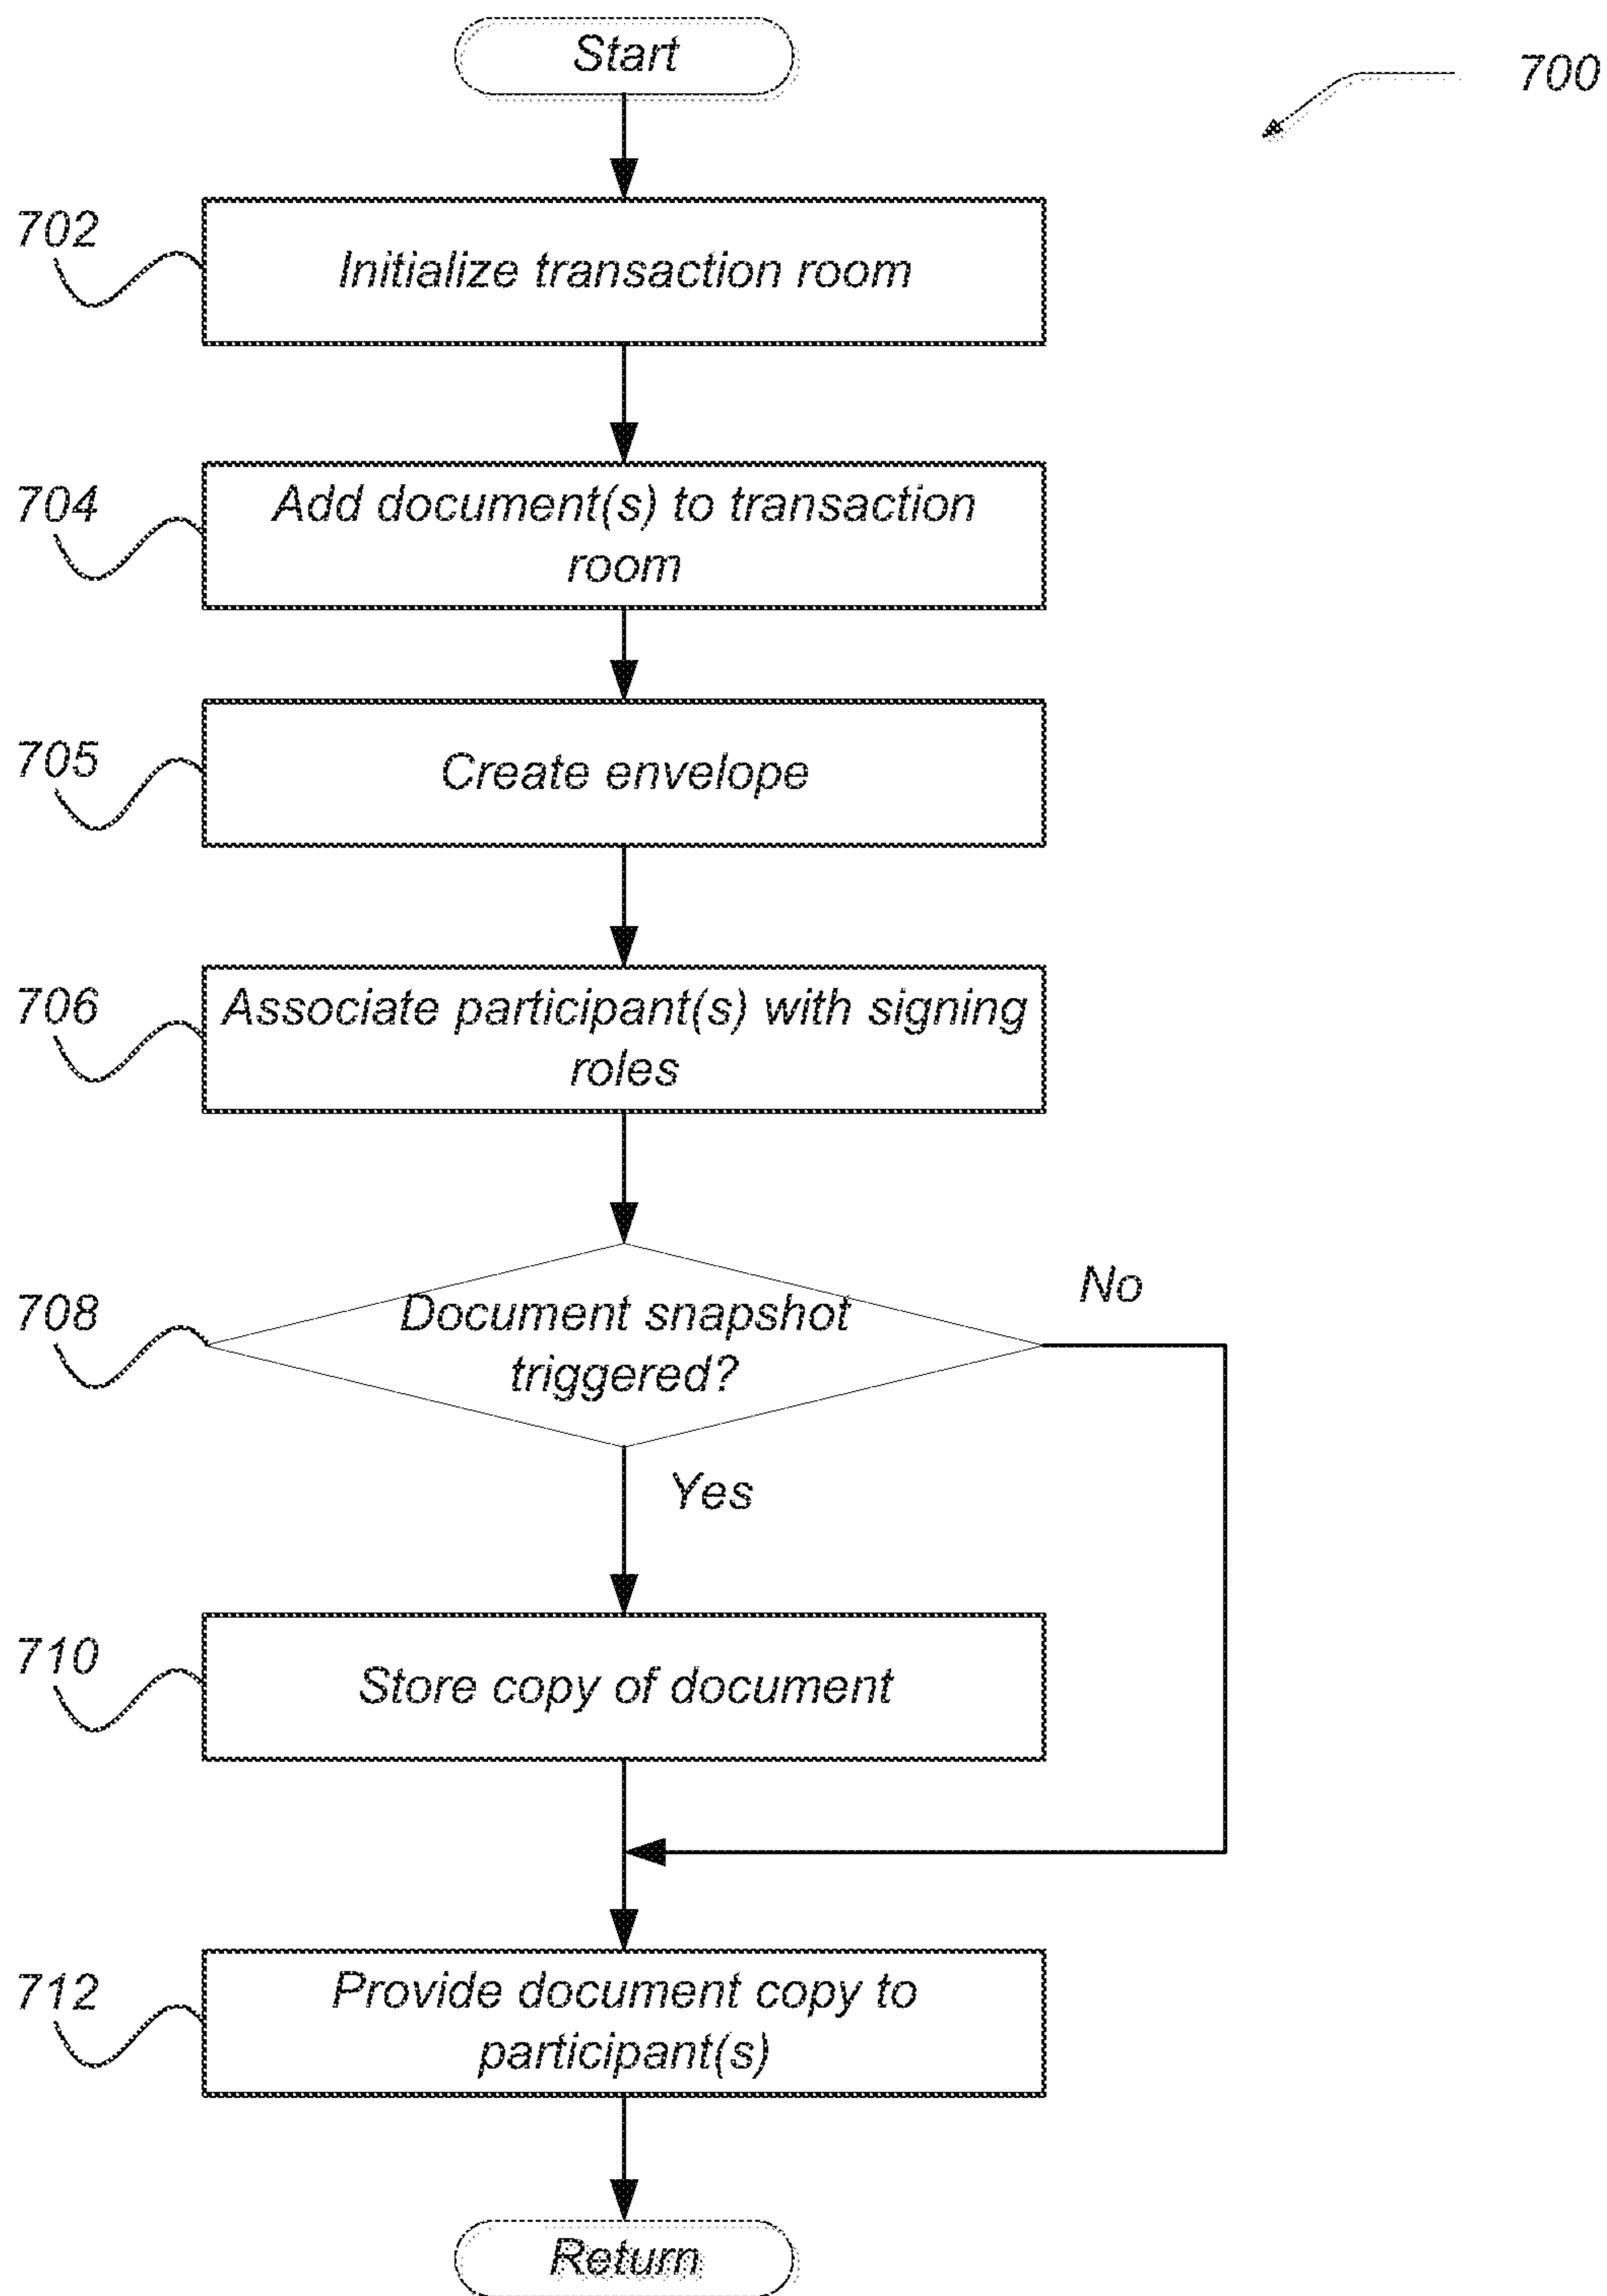 Start
700
702
Initialize transaction room
704
Add document(s) to transaction
room
705
Create envelope
706
Associate participant(s) with signing
roles
708
Document snapshot
triggered?
No
Yes
710
Store copy of document
712
Provide document copy to
participant(s)
Return